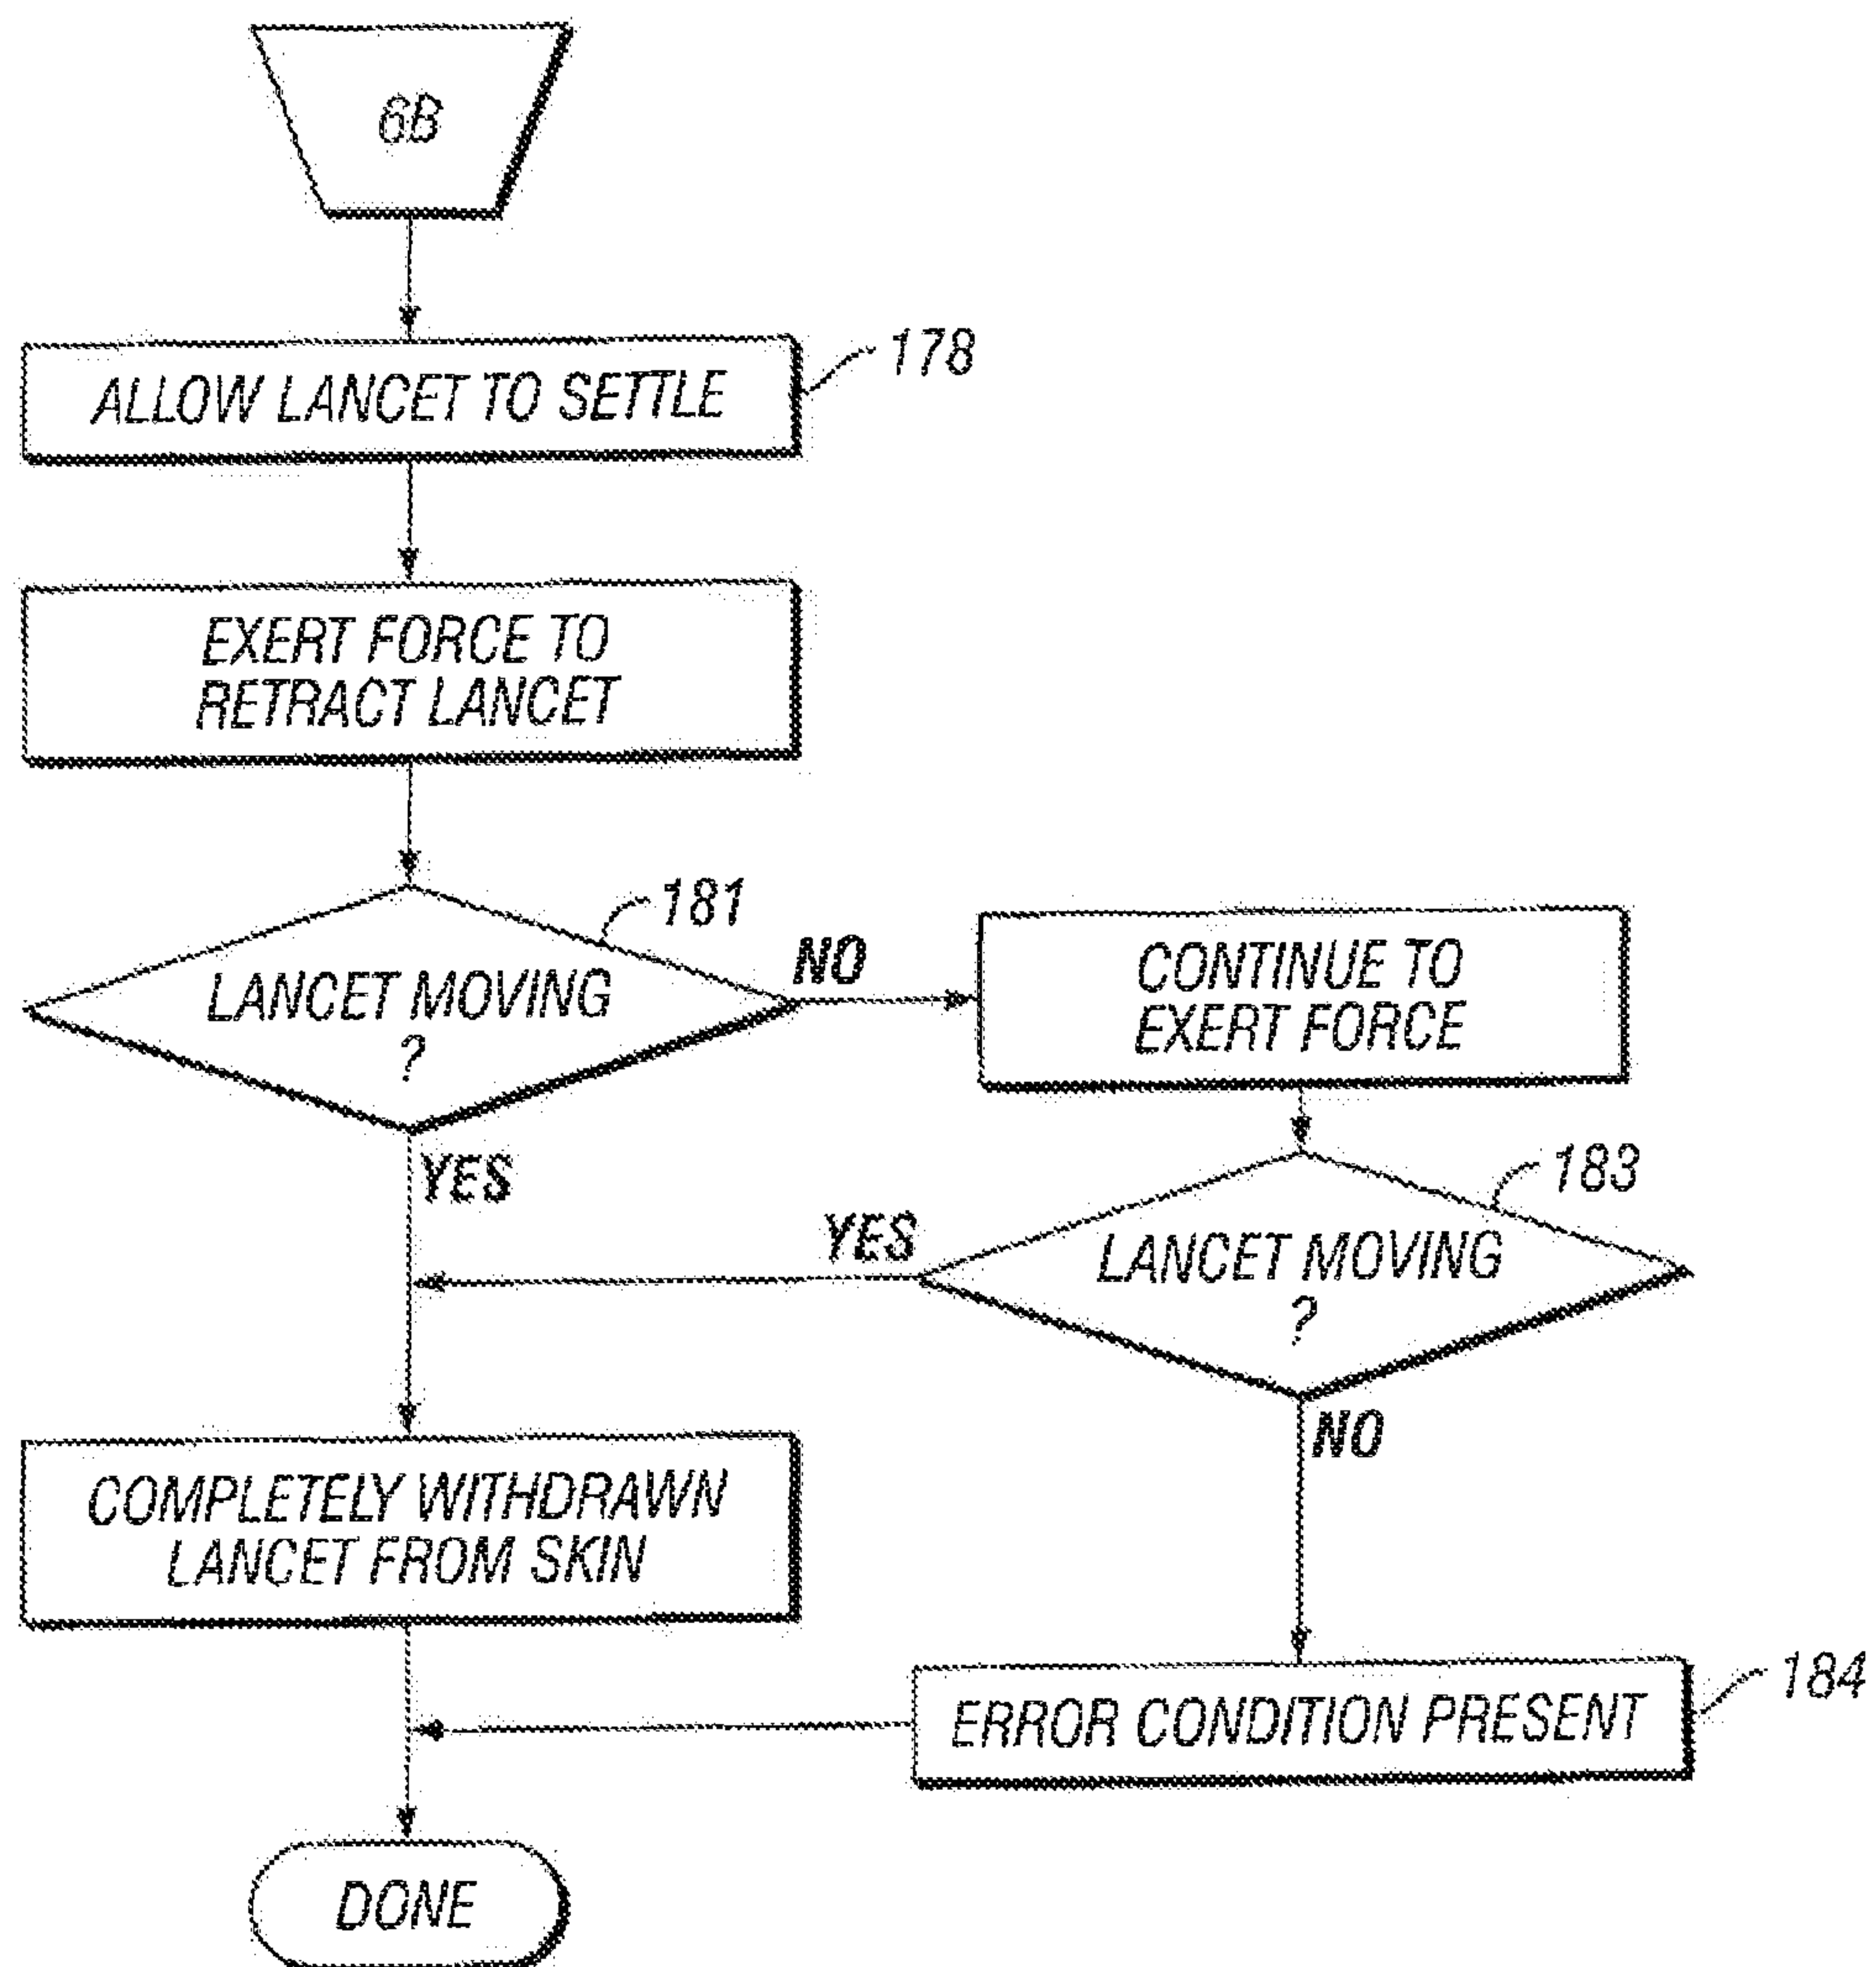 6B
ALLOW LANCET TO SETTLE
178
EXERT FORCE TO
RETRACT LANCET
181
LANCET MOVING
?
NO
YES
CONTINUE TO
EXERT FORCE
183
LANCET MOVING
?
YES
NO
COMPLETELY WITHDRAWN
LANCET FROM SKIN
ERROR CONDITION PRESENT
184
DONE